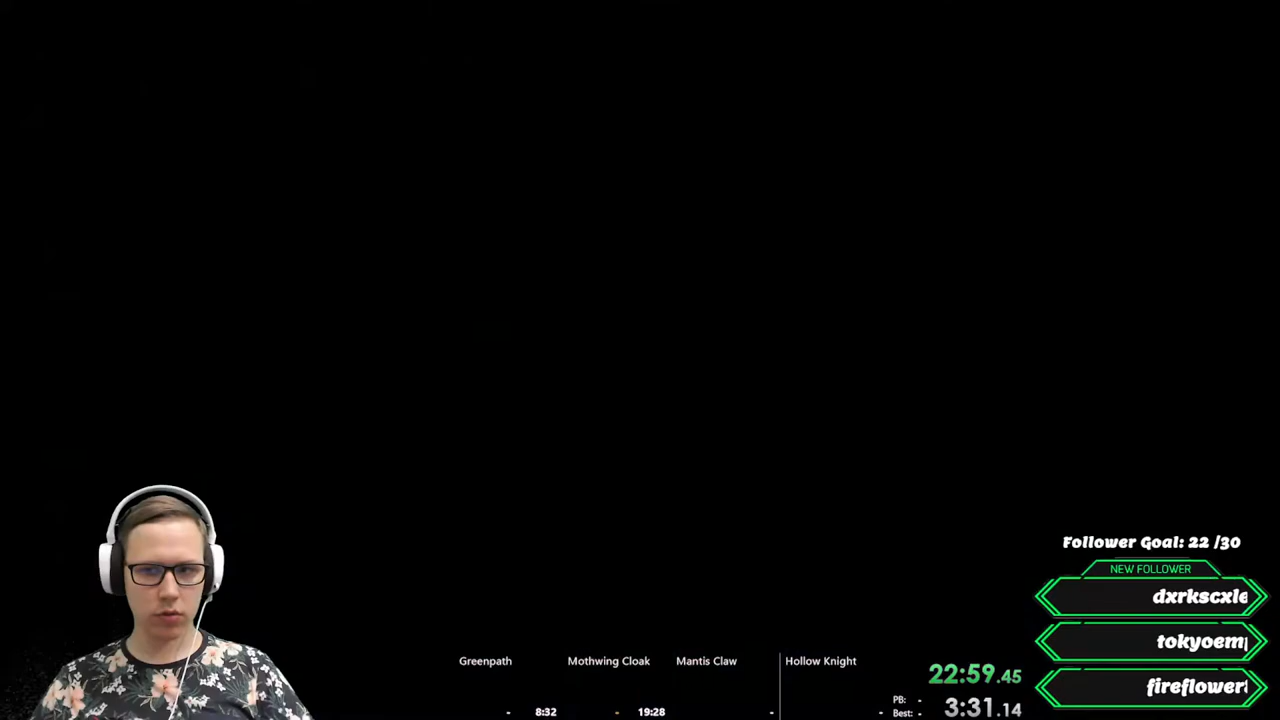 Follower Goal: 22 /30
NEW FOLLOWER
dxrkscxle
tokyoem
fireflower
Greenpath Mothwing Cloak Mantis Claw Hollow Knight
22:59.45
- 8:32 - 19:28 - -
PB: -
Best: -
3:31.14